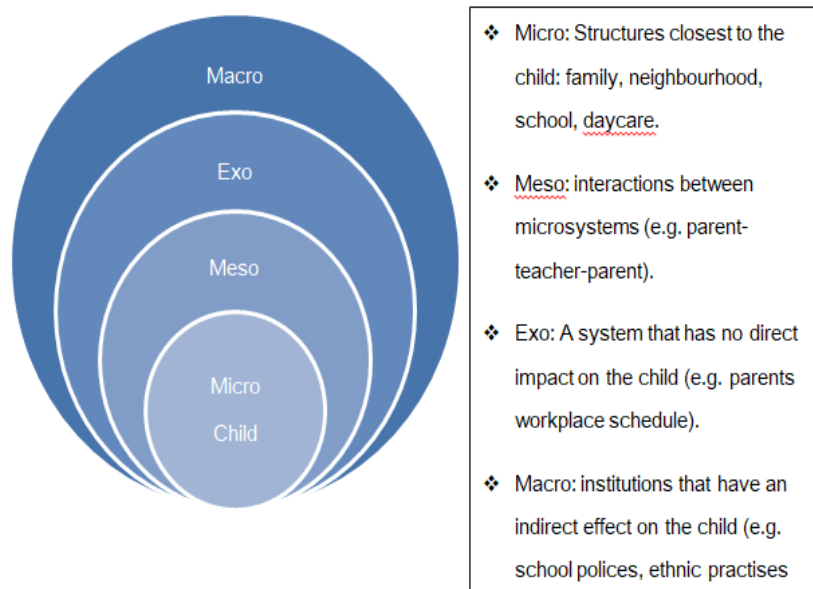 Macro
Exo
Meso
Micro
Child
❖ Micro: Structures closest to the
child: family, neighbourhood,
school, daycare.
❖ Meso: interactions between
microsystems (e.g. parent-
teacher-parent).
❖ Exo: A system that has no direct
impact on the child (e.g. parents
workplace schedule).
❖ Macro: institutions that have an
indirect effect on the child (e.g.
school polices, ethnic practises